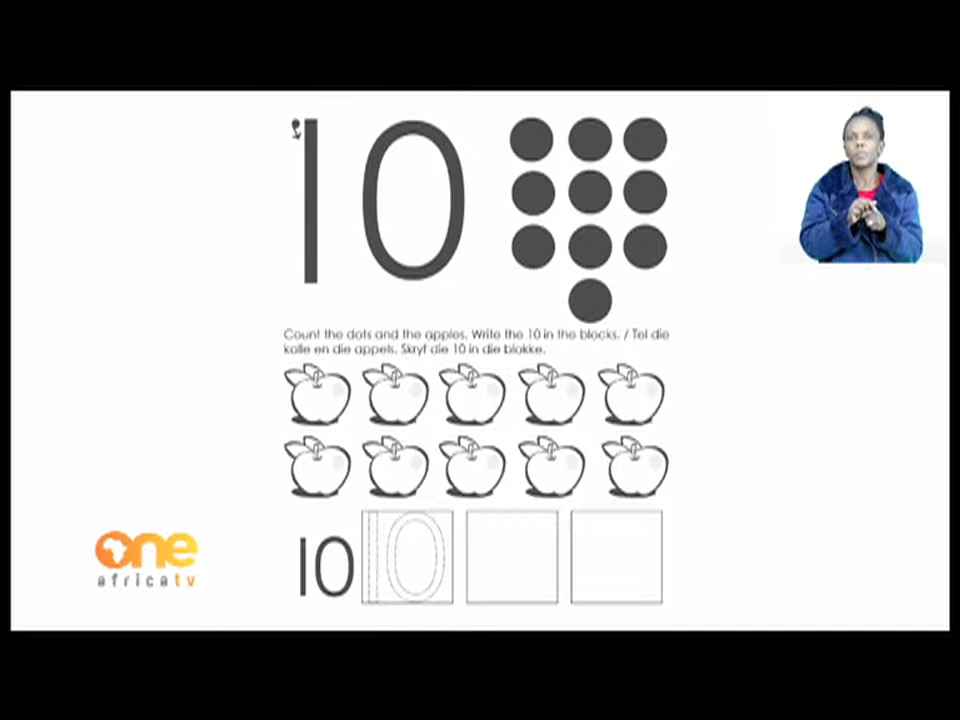 10
Count the dots and the apples. Write the 10 in the blocks. / Tel die
kolle en die appels. Skryf die 10 in die blokke.
10 10
one
africa tv